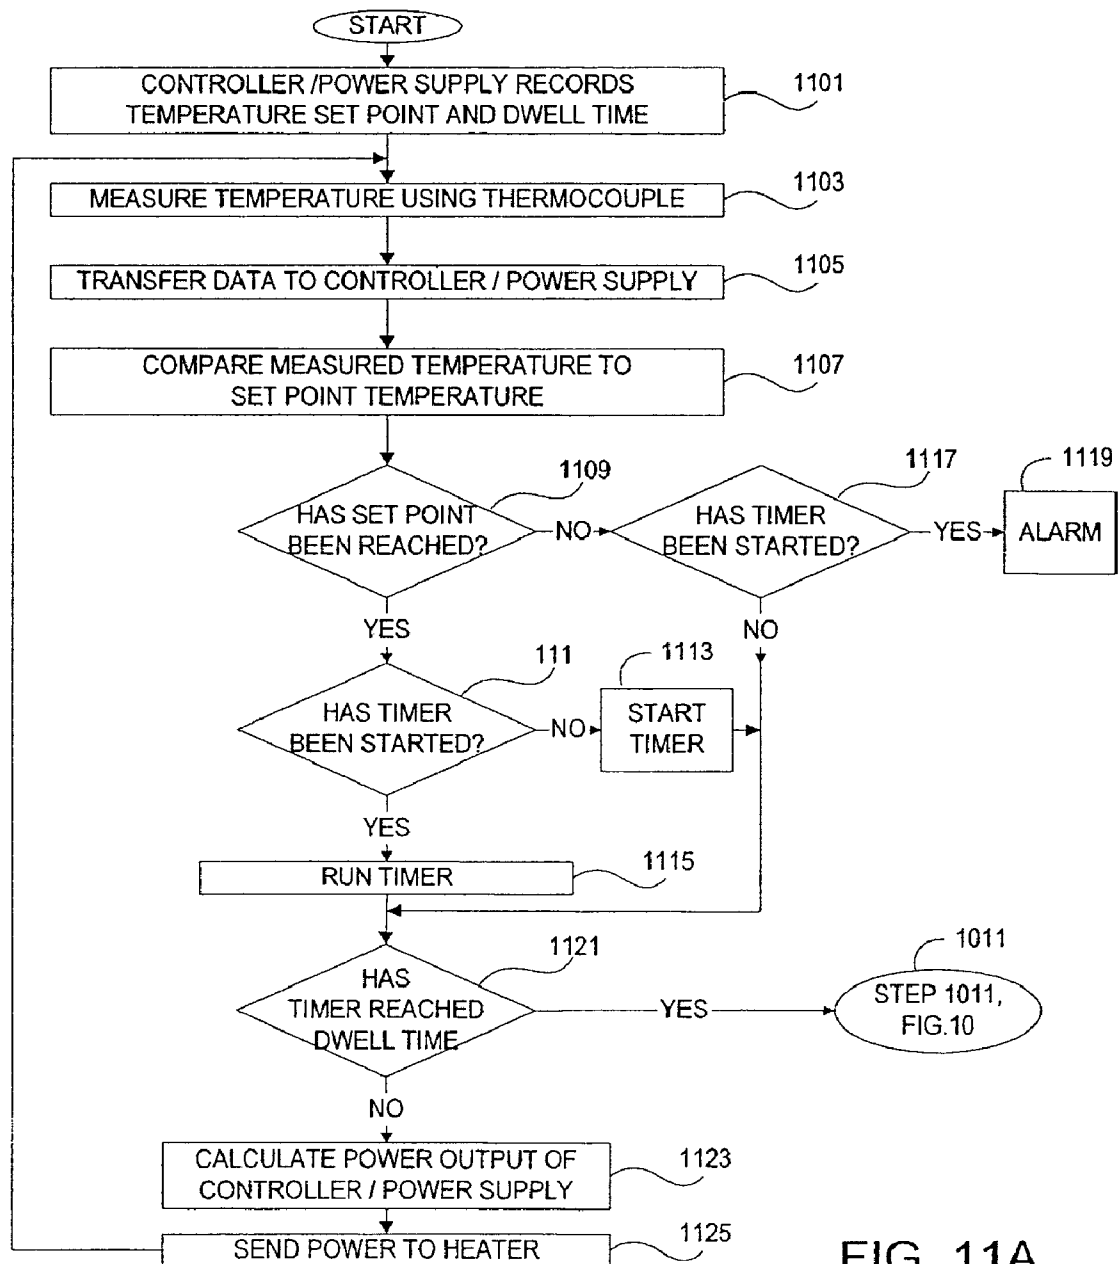 START
CONTROLLER /POWER SUPPLY RECORDS
TEMPERATURE SET POINT AND DWELL TIME
1101
MEASURE TEMPERATURE USING THERMOCOUPLE
1103
TRANSFER DATA TO CONTROLLER / POWER SUPPLY
1105
COMPARE MEASURED TEMPERATURE TO
SET POINT TEMPERATURE
1107
HAS SET POINT
BEEN REACHED?
1109
NO
HAS TIMER
BEEN STARTED?
1117
YES
ALARM
1119
YES
NO
HAS TIMER
BEEN STARTED?
111
NO
START
TIMER
1113
YES
RUN TIMER
1115
HAS
TIMER REACHED
DWELL TIME
1121
YES
STEP 1011,
FIG.10
1011
NO
CALCULATE POWER OUTPUT OF
CONTROLLER / POWER SUPPLY
1123
SEND POWER TO HEATER
1125
FIG. 11A